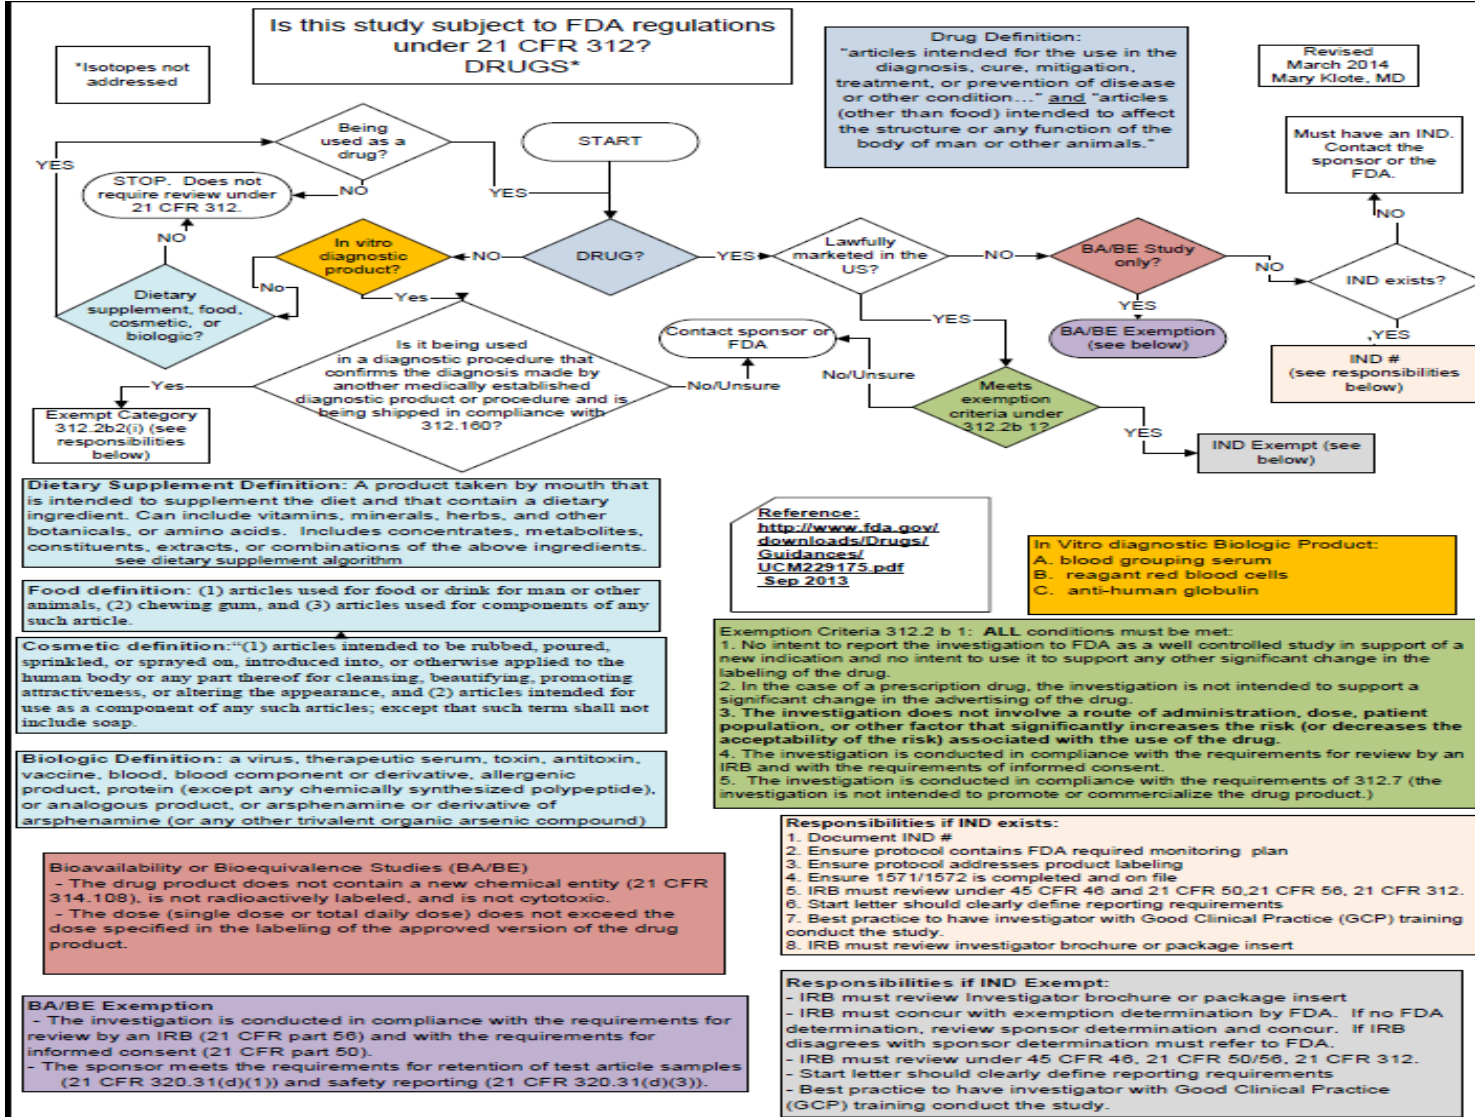 Is this study subject to FDA regulations
under 21 CFR 312?
DRUGS*
*Isotopes not
addressed
Drug Definition:
"articles intended for the use in the
diagnosis, cure, mitigation,
treatment, or prevention of disease
or other condition..." and "articles
(other than food) intended to affect
the structure or any function of the
body of man or other animals."
Revised
March 2014
Mary Klote, MD
Being
used as a
drug?
START
Must have an IND.
Contact the
sponsor or the
FDA.
YES
STOP. Does not
require review under
21 CFR 312.
NO
YES
NO
NO
In vitro
diagnostic
product?
NO
DRUG?
YES
Lawfully
marketed in the
US?
NO
BA/BE Study
only?
NO
IND exists?
No
Yes
Dietary
supplement, food,
cosmetic, or
biologic?
YES
YES
YES
Contact sponsor or
FDA
BA/BE Exemption
(see below)
Is it being used
in a diagnostic procedure that
confirms the diagnosis made by
another medically established
diagnostic product or procedure and is
being shipped in compliance with
312.160?
IND #
(see responsibilities
below)
Yes
No/Unsure
No/Unsure
Meets
exemption
criteria under
312.2b 1?
YES
Exempt Category
312.2b2(i) (see
responsibilities
below)
IND Exempt (see
below)
Dietary Supplement Definition: A product taken by mouth that
is intended to supplement the diet and that contain a dietary
ingredient. Can include vitamins, minerals, herbs, and other
botanicals, or amino acids. Includes concentrates, metabolites,
constituents, extracts, or combinations of the above ingredients.
see dietary supplement algorithm
Reference:
http://www.fda.gov/
downloads/Drugs/
Guidances/
UCM229175.pdf
Sep 2013
In Vitro diagnostic Biologic Product:
A. blood grouping serum
B. reagant red blood cells
C. anti-human globulin
Food definition: (1) articles used for food or drink for man or other
animals, (2) chewing gum, and (3) articles used for components of any
such article.
Cosmetic definition:"(1) articles intended to be rubbed, poured,
sprinkled, or sprayed on, introduced into, or otherwise applied to the
human body or any part thereof for cleansing, beautifying, promoting
attractiveness, or altering the appearance, and (2) articles intended for
use as a component of any such articles; except that such term shall not
include soap.
Exemption Criteria 312.2 b 1: ALL conditions must be met:
1. No intent to report the investigation to FDA as a well controlled study in support of a
new indication and no intent to use it to support any other significant change in the
labeling of the drug.
2. In the case of a prescription drug, the investigation is not intended to support a
significant change in the advertising of the drug.
3. The investigation does not involve a route of administration, dose, patient
population, or other factor that significantly increases the risk (or decreases the
acceptability of the risk) associated with the use of the drug.
4. The investigation is conducted in compliance with the requirements for review by an
IRB and with the requirements of informed consent.
5. The investigation is conducted in compliance with the requirements of 312.7 (the
investigation is not intended to promote or commercialize the drug product.)
Biologic Definition: a virus, therapeutic serum, toxin, antitoxin,
vaccine, blood, blood component or derivative, allergenic
product, protein (except any chemically synthesized polypeptide),
or analogous product, or arsphenamine or derivative of
arsphenamine (or any other trivalent organic arsenic compound)
Responsibilities if IND exists:
1. Document IND #
2. Ensure protocol contains FDA required monitoring plan
3. Ensure protocol addresses product labeling
4. Ensure 1571/1572 is completed and on file
5. IRB must review under 45 CFR 46 and 21 CFR 50,21 CFR 56, 21 CFR 312.
6. Start letter should clearly define reporting requirements
7. Best practice to have investigator with Good Clinical Practice (GCP) training
conduct the study.
8. IRB must review investigator brochure or package insert
Bioavailability or Bioequivalence Studies (BA/BE)
- The drug product does not contain a new chemical entity (21 CFR
314.108), is not radioactively labeled, and is not cytotoxic.
- The dose (single dose or total daily dose) does not exceed the
dose specified in the labeling of the approved version of the drug
product.
BA/BE Exemption
- The investigation is conducted in compliance with the requirements for
review by an IRB (21 CFR part 56) and with the requirements for
informed consent (21 CFR part 50).
- The sponsor meets the requirements for retention of test article samples
(21 CFR 320.31(d)(1)) and safety reporting (21 CFR 320.31(d)(3)).
Responsibilities if IND Exempt:
- IRB must review Investigator brochure or package insert
- IRB must concur with exemption determination by FDA. If no FDA
determination, review sponsor determination and concur. If IRB
disagrees with sponsor determination must refer to FDA.
- IRB must review under 45 CFR 46, 21 CFR 50/56, 21 CFR 312.
- Start letter should clearly define reporting requirements
- Best practice to have investigator with Good Clinical Practice
(GCP) training conduct the study.